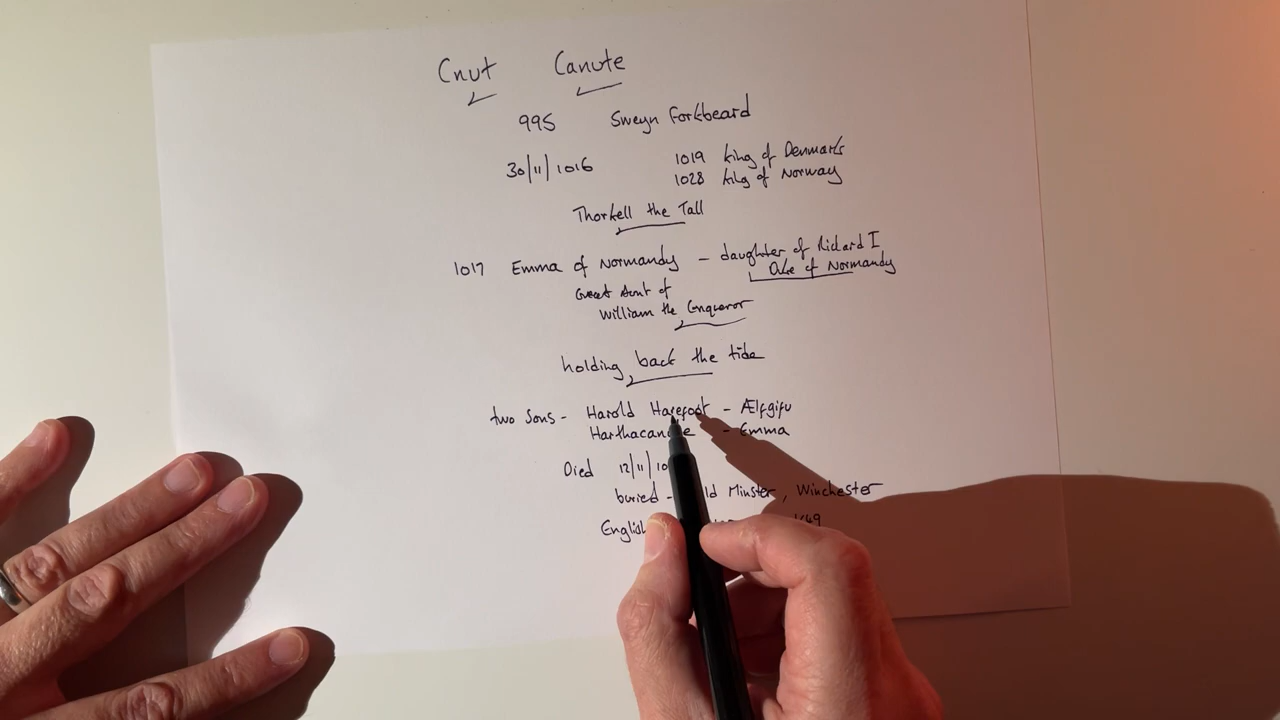 Cnut Canute
995 Sweyn Forkbeard
30/11/1016 1019 King of Denmark
1028 King of Norway
Thorkell the Tall
1017 Emma of Normandy - daughter of Richard I
Duke of Normandy
Great Aunt of
William the Conqueror
holding back the tide
two sons - Harold Harefoot - Ælfgifu
Harthacanute - Emma
Died 12/11/10
buried - Old Minster, Winchester